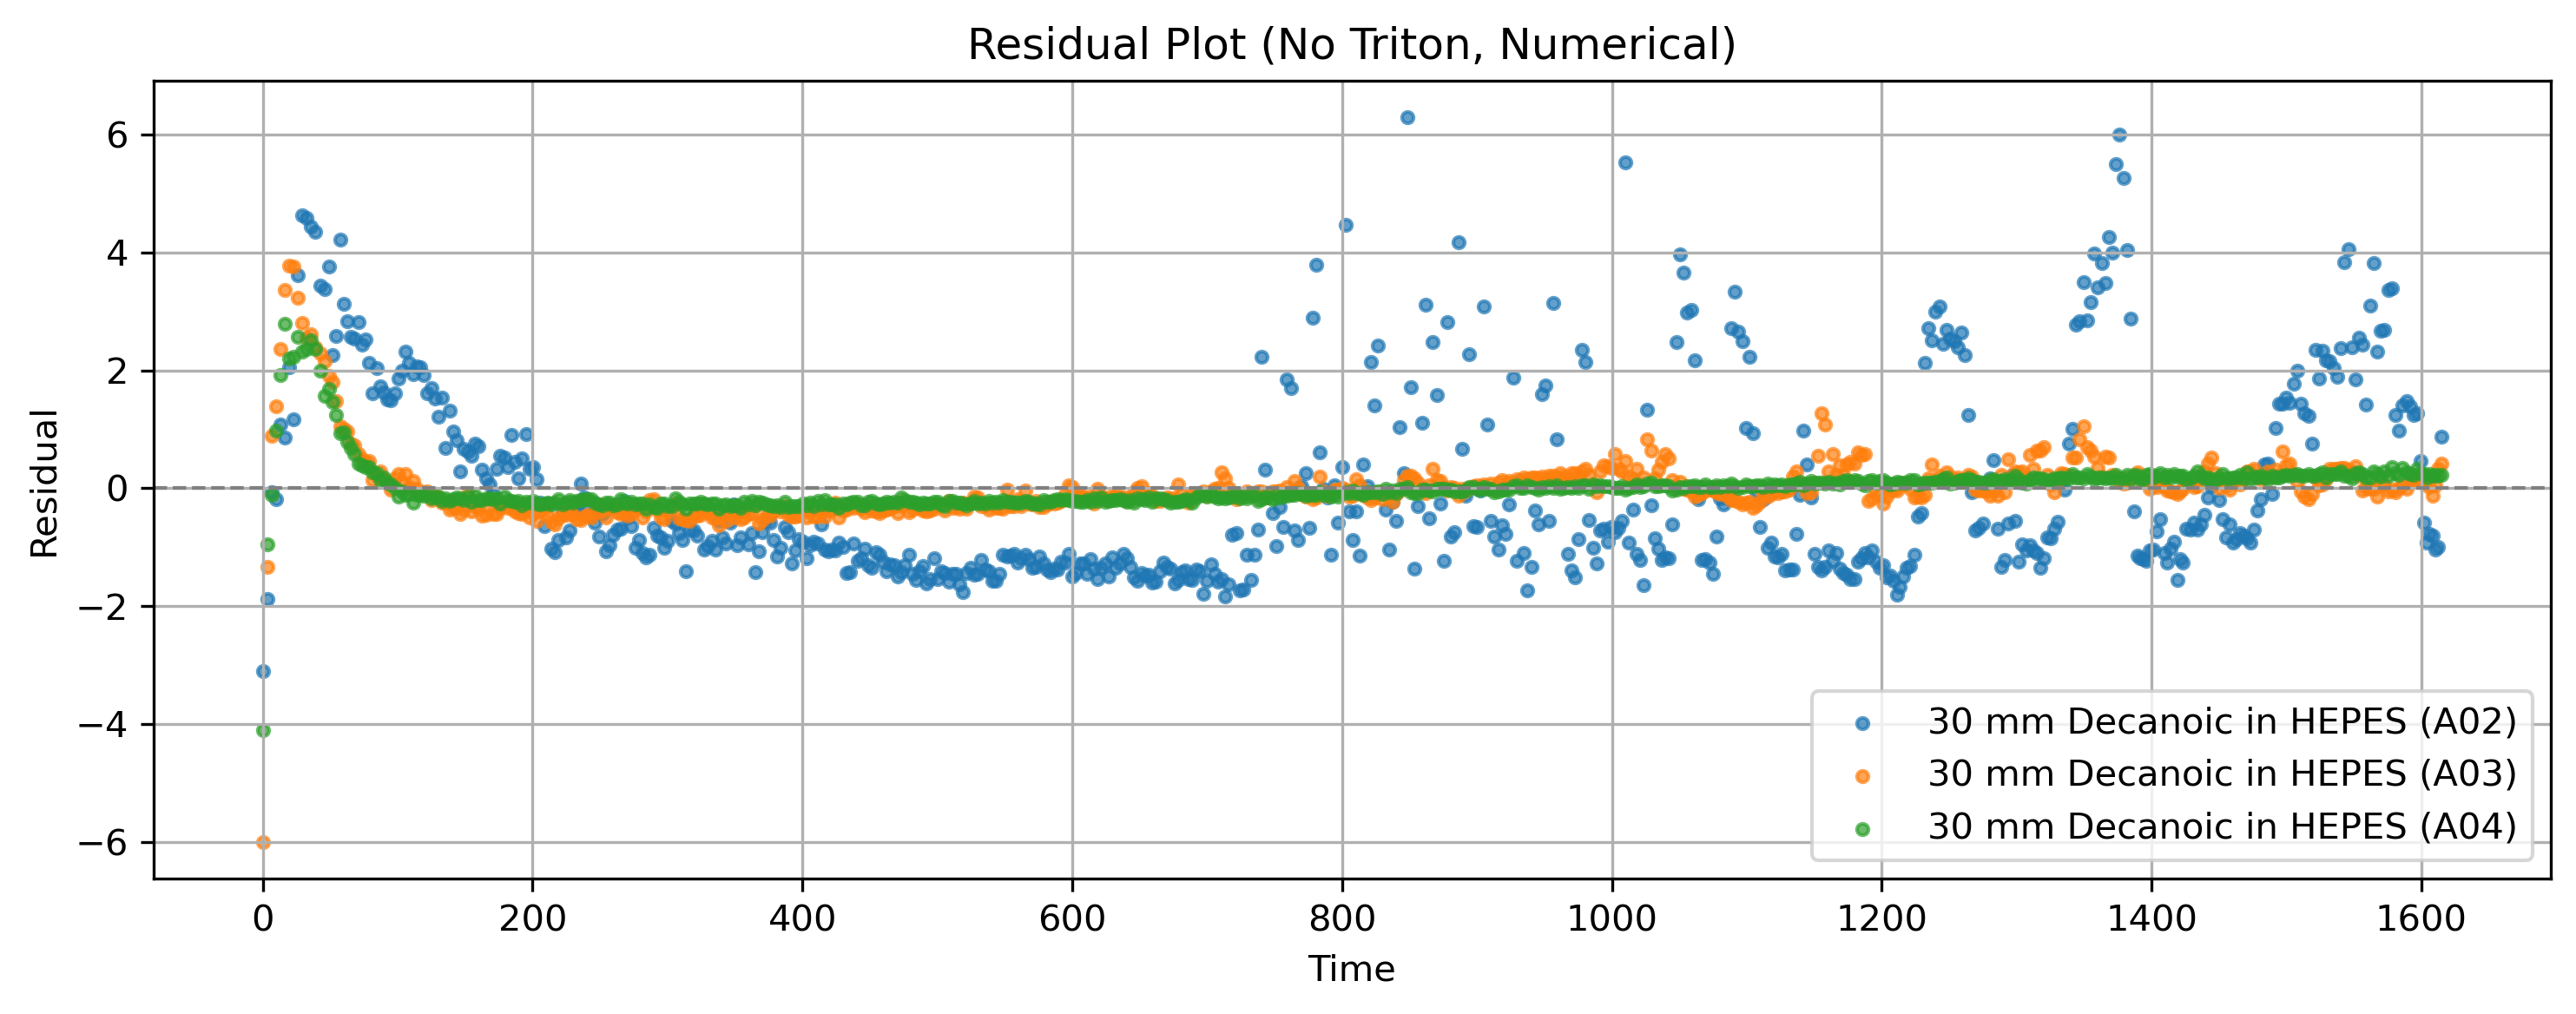 Residual Plot (No Triton, Numerical)
Residual
6
4
2
0
−2
−4
−6
30 mm Decanoic in HEPES (A02)
30 mm Decanoic in HEPES (A03)
30 mm Decanoic in HEPES (A04)
0 200 400 600 800 1000 1200 1400 1600
Time